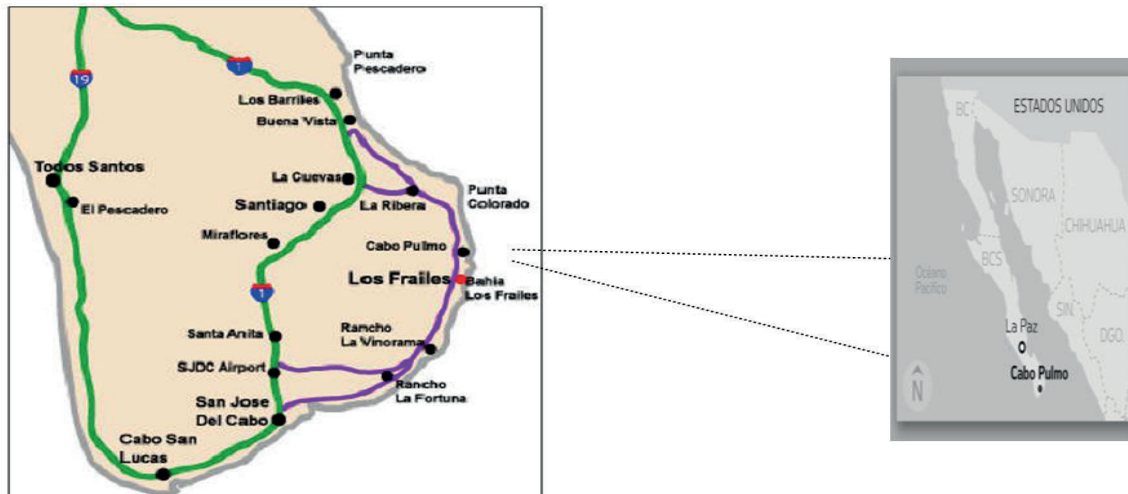 Punta
Pescadero
1
19
Los Barriles
Buena Vista
Todos Santos
La Cuevas
Punta
Colorado
El Pescadero
Santiago
La Ribera
Miraflores
Cabo Pulmo
Los Frailes
Bahia
Los Frailes
1
Santa Anita
Rancho
La Vinorama
SJDC Airport
Rancho
La Fortuna
San Jose
Del Cabo
Cabo San
Lucas
BC
ESTADOS UNIDOS
SONORA
CHIHUAHUA
BCS
Océano
Pacífico
SIN.
DGO.
La Paz
Cabo Pulmo
N